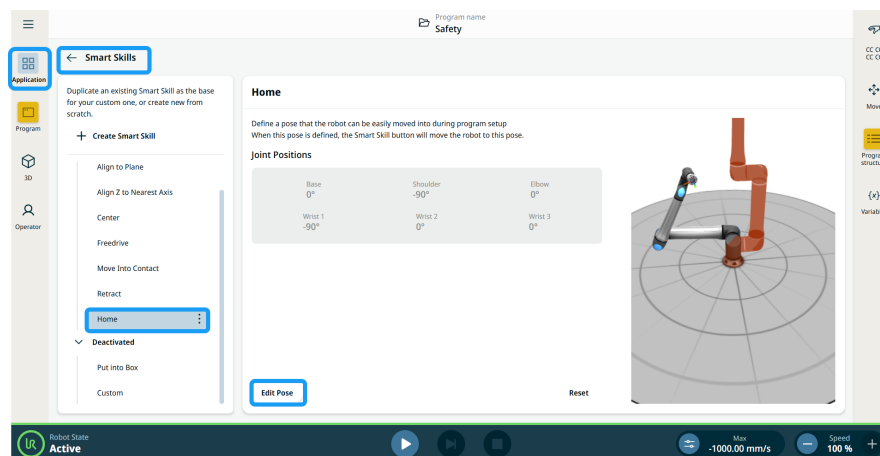 Program name
Safety
Smart Skills
Application
Program
3D
Operator
Duplicate an existing Smart Skill as the base
for your custom one, or create new from
scratch.
Create Smart Skill
Align to Plane
Align Z to Nearest Axis
Center
Freedrive
Move Into Contact
Retract
Home
Deactivated
Put into Box
Custom
Home
Define a pose that the robot can be easily moved into during program setup
When this pose is defined, the Smart Skill button will move the robot to this pose.
Joint Positions
Base Shoulder Elbow
0° -90° 0°
Wrist 1 Wrist 2 Wrist 3
-90° 0° 0°
Edit Pose Reset
Move
{x}
Robot State
Active
Max
-1000.00 mm/s
Speed
100 %